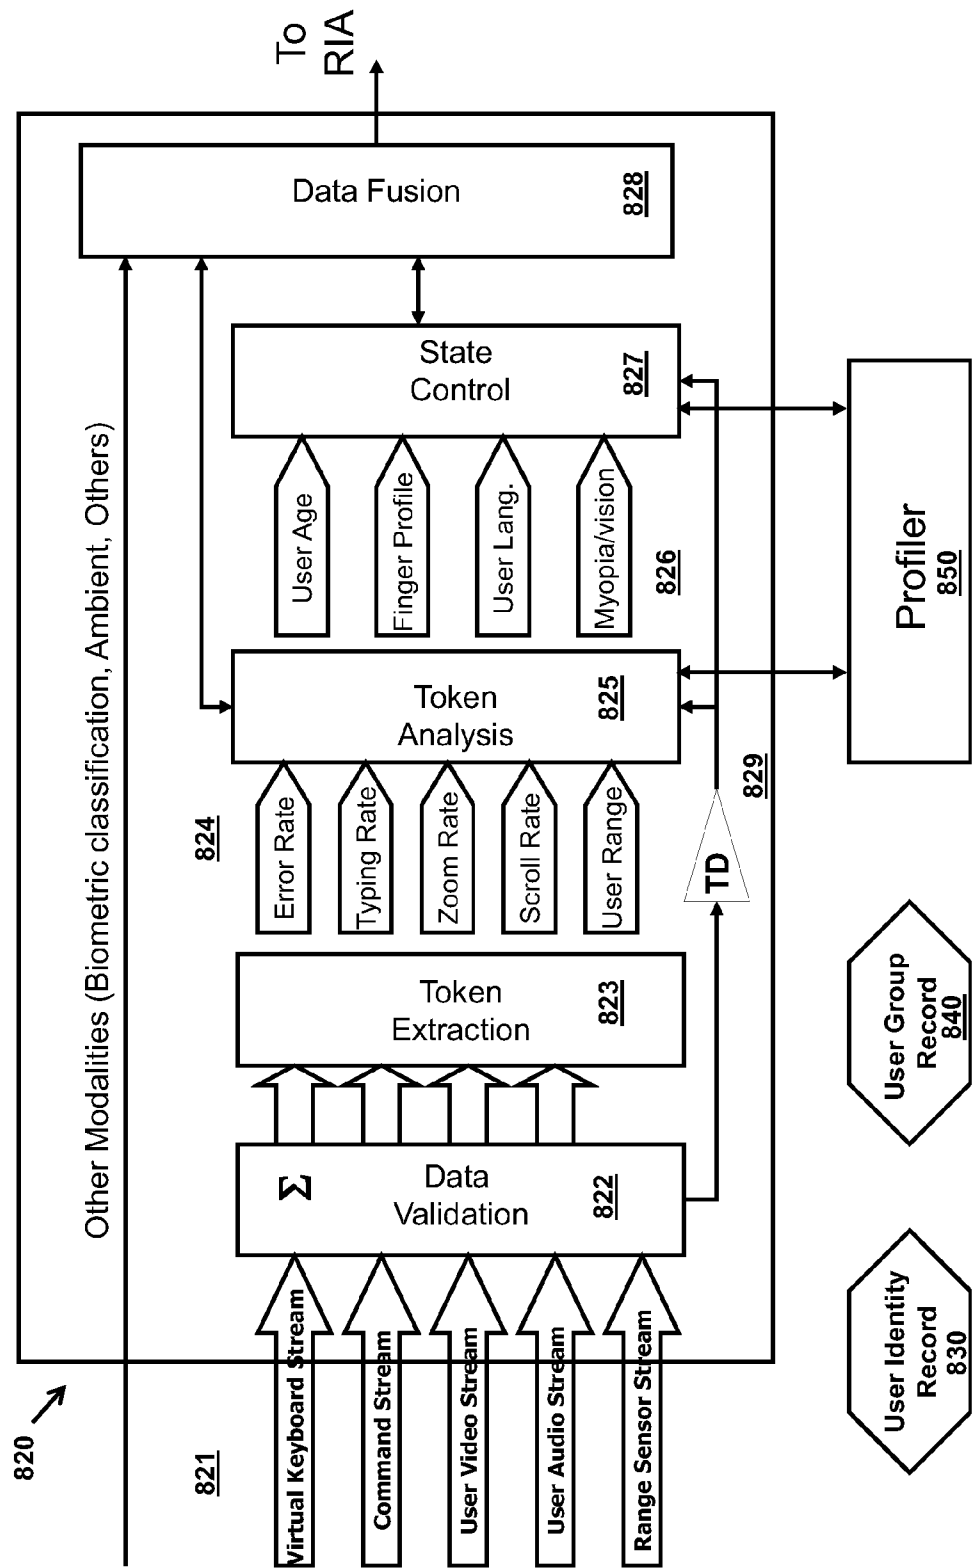 820
821
Virtual Keyboard Stream
Command Stream
User Video Stream
User Audio Stream
Range Sensor Stream
Other Modalities (Biometric classification, Ambient, Others)
Σ
Data
Validation
822
Token
Extraction
823
824
Error Rate
Typing Rate
Zoom Rate
Scroll Rate
User Range
TD
829
Token
Analysis
825
User Age
Finger Profile
User Lang.
Myopia/vision
826
State
Control
827
Data Fusion
828
To
RIA
User Identity
Record
830
User Group
Record
840
Profiler
850